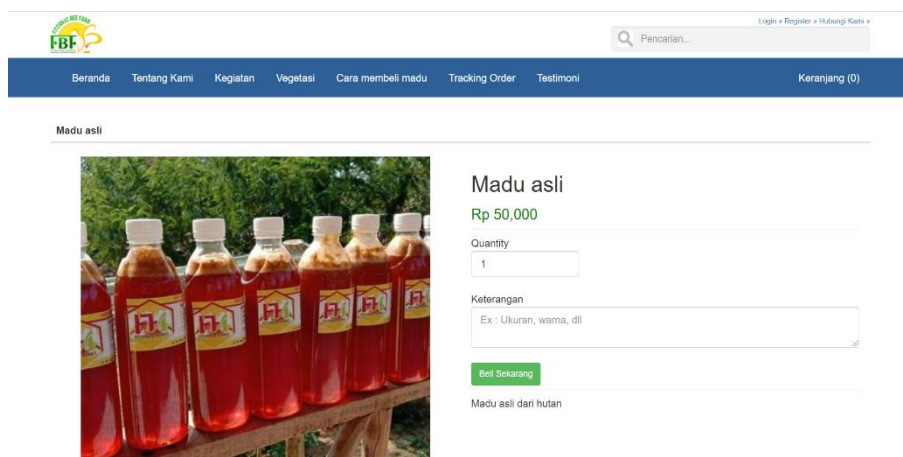 BEE FOOD
FBF
Login » Register » Hubungi Kami »
Pencarian...
Beranda Tentang Kami Kegiatan Vegetasi Cara membeli madu Tracking Order Testimoni Keranjang (0)
Madu asli
Madu asli
Rp 50,000
Quantity
1
Keterangan
Ex : Ukuran, warna, dll
Beli Sekarang
Madu asli dari hutan